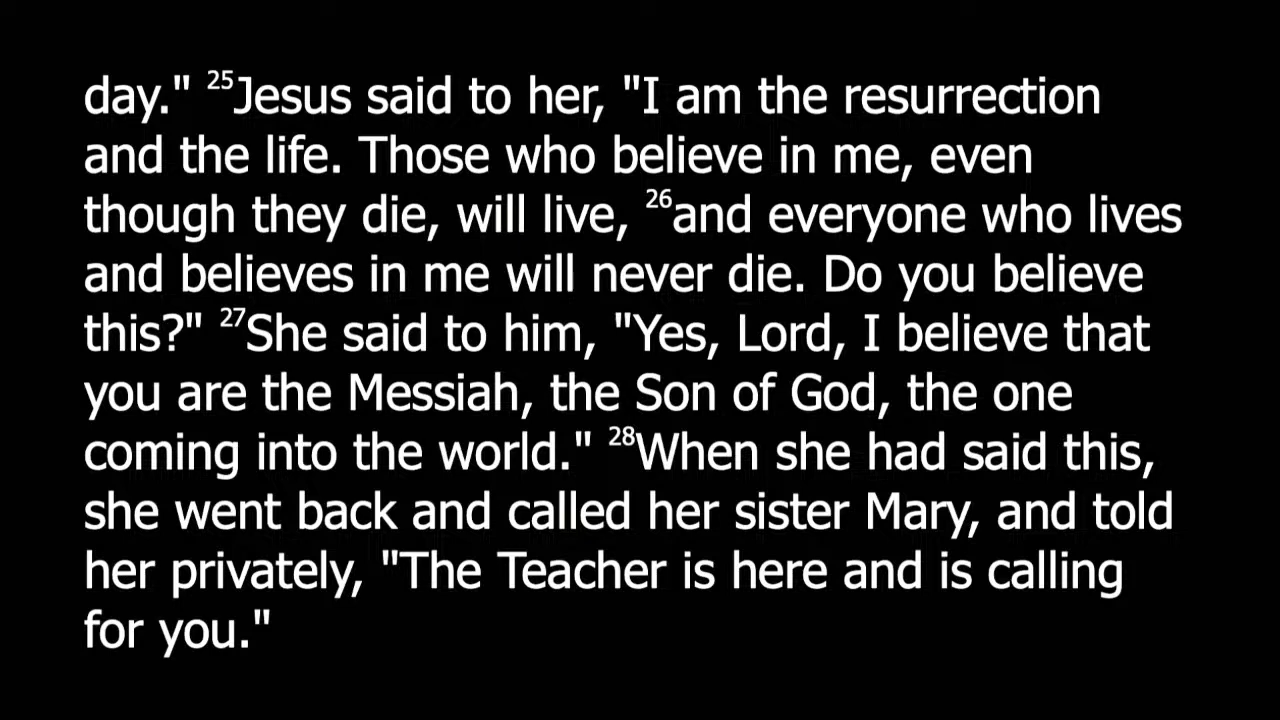 day." 25Jesus said to her, "I am the resurrection
and the life. Those who believe in me, even
though they die, will live, 26and everyone who lives
and believes in me will never die. Do you believe
this?" 27She said to him, "Yes, Lord, I believe that
you are the Messiah, the Son of God, the one
coming into the world." 28When she had said this,
she went back and called her sister Mary, and told
her privately, "The Teacher is here and is calling
for you."